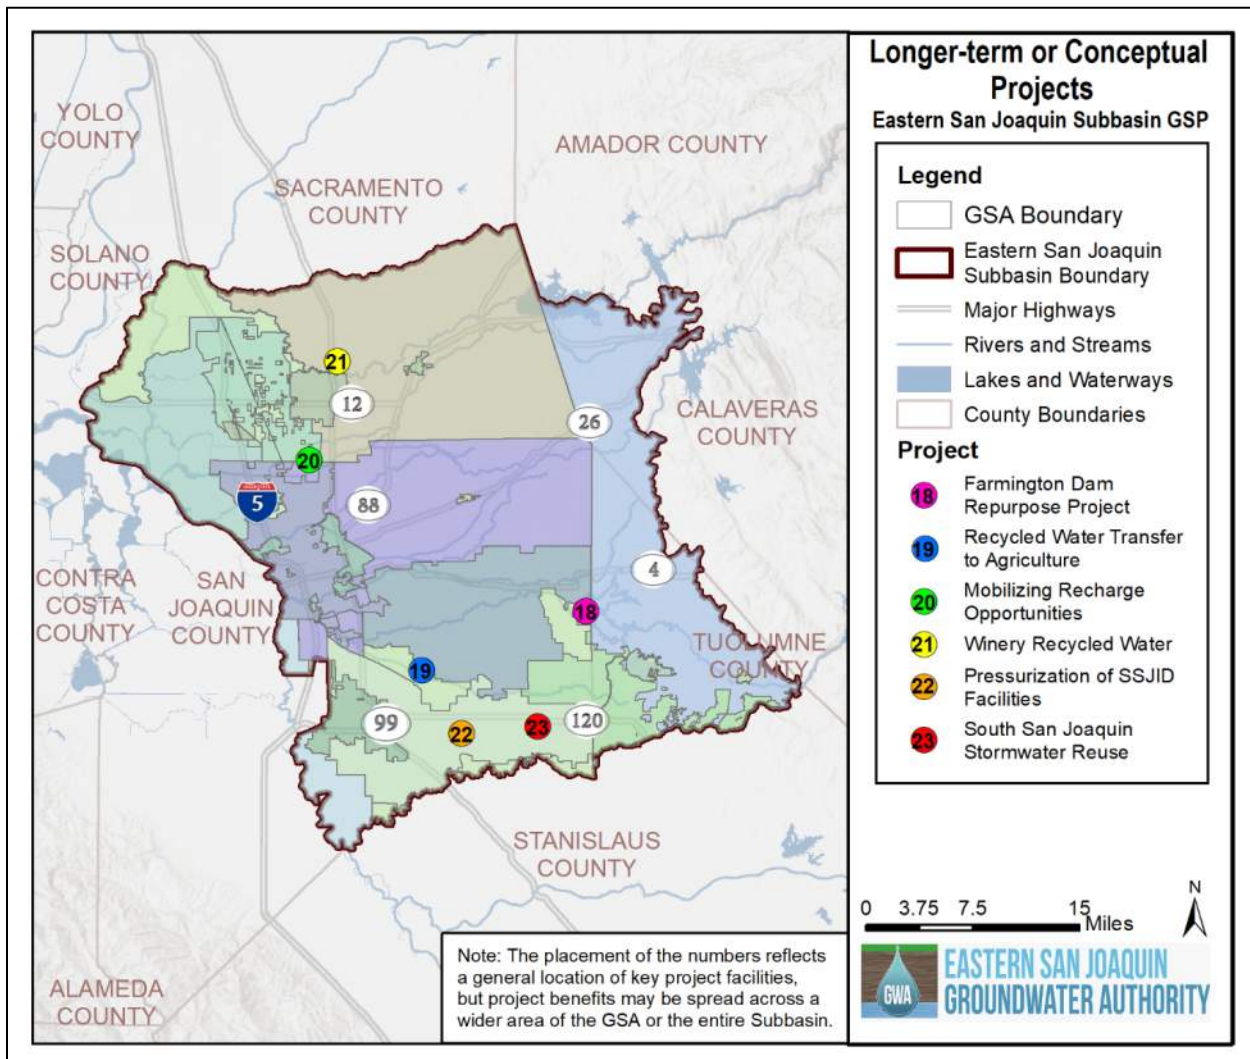 YOLO
COUNTY
AMADOR COUNTY
SACRAMENTO
COUNTY
SOLANO
COUNTY
21
12
26
CALAVERAS
COUNTY
20
5
88
4
CONTRA
COSTA
COUNTY
SAN
JOAQUIN
COUNTY
18
TUOLUMNE
COUNTY
19
99
22
23
120
STANISLAUS
COUNTY
ALAMEDA
COUNTY
Note: The placement of the numbers reflects
a general location of key project facilities,
but project benefits may be spread across a
wider area of the GSA or the entire Subbasin.
Longer-term or Conceptual
Projects
Eastern San Joaquin Subbasin GSP
Legend
GSA Boundary
Eastern San Joaquin
Subbasin Boundary
Major Highways
Rivers and Streams
Lakes and Waterways
County Boundaries
Project
18 Farmington Dam
Repurpose Project
19 Recycled Water Transfer
to Agriculture
20 Mobilizing Recharge
Opportunities
21 Winery Recycled Water
22 Pressurization of SSJID
Facilities
23 South San Joaquin
Stormwater Reuse
N
0 3.75 7.5 15
Miles
GWA
EASTERN SAN JOAQUIN
GROUNDWATER AUTHORITY